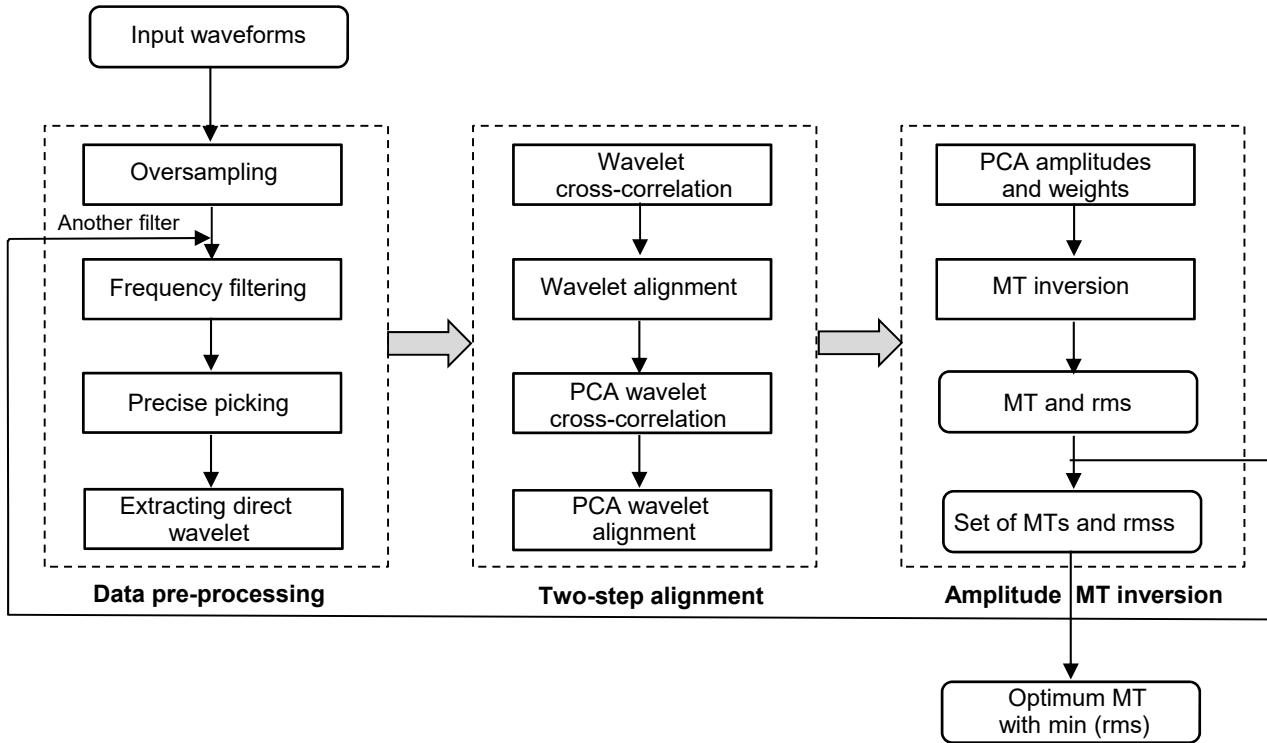 Input waveforms
Oversampling
Another filter
Frequency filtering
Precise picking
Extracting direct
wavelet
Data pre-processing
Wavelet
cross-correlation
Wavelet alignment
PCA wavelet
cross-correlation
PCA wavelet
alignment
Two-step alignment
PCA amplitudes
and weights
MT inversion
MT and rms
Set of MTs and rmss
Amplitude MT inversion
Optimum MT
with min (rms)